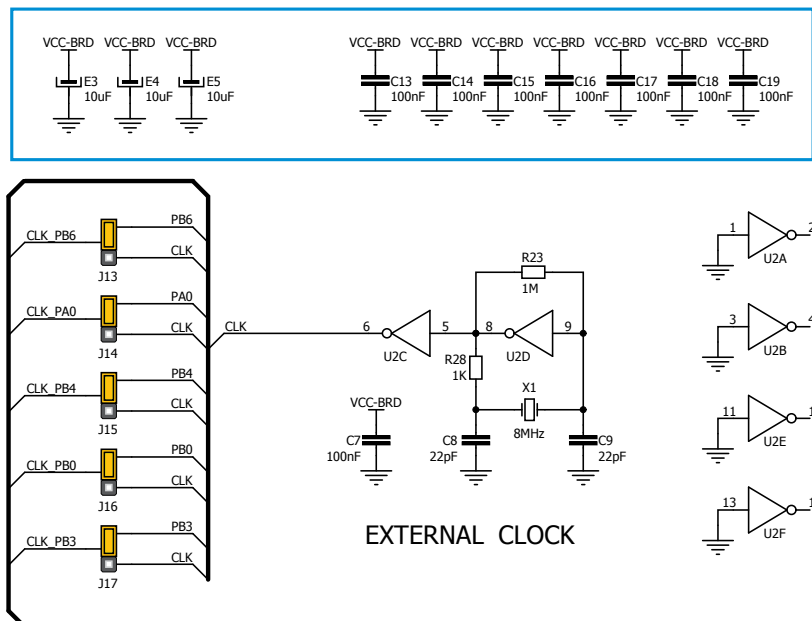 VCC-BRD VCC-BRD VCC-BRD VCC-BRD VCC-BRD VCC-BRD VCC-BRD VCC-BRD VCC-BRD VCC-BRD
E3 E4 E5 C13 C14 C15 C16 C17 C18 C19
10uF 10uF 10uF 100nF 100nF 100nF 100nF 100nF 100nF 100nF
CLK_PB6 PB6
CLK
J13
CLK_PA0 PA0
CLK
J14
CLK_PB4 PB4
CLK
J15
CLK_PB0 PB0
CLK
J16
CLK_PB3 PB3
CLK
J17
CLK
6 5
U2C
8 9
U2D
R23
1M
R28
1K
X1
8MHz
VCC-BRD
C7
100nF
C8
22pF
C9
22pF
EXTERNAL CLOCK
1 2
U2A
3 4
U2B
11 1
U2E
13 1
U2F